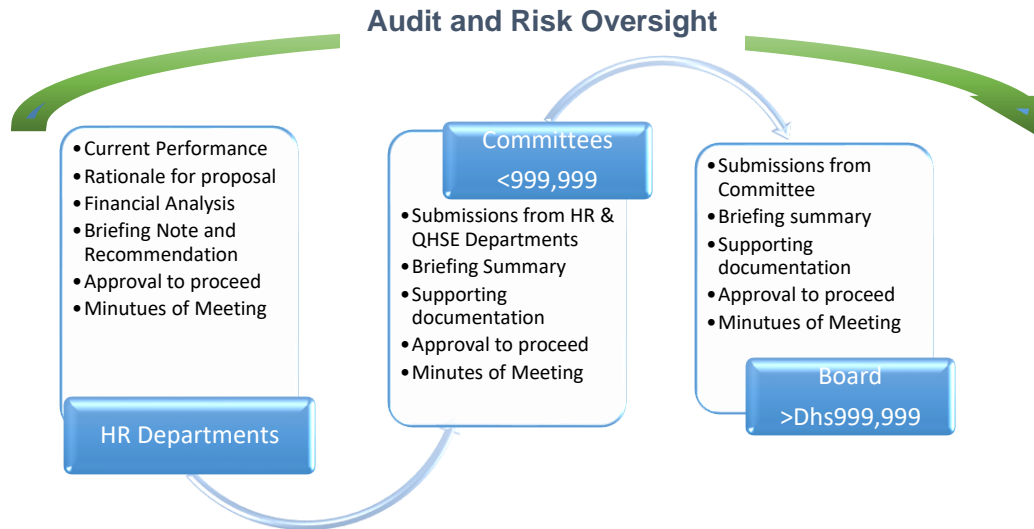 Audit and Risk Oversight
• Current Performance
• Rationale for proposal
• Financial Analysis
• Briefing Note and
Recommendation
• Approval to proceed
• Minutues of Meeting
HR Departments
Committees
<999,999
• Submissions from HR &
QHSE Departments
• Briefing Summary
• Supporting
documentation
• Approval to proceed
• Minutes of Meeting
• Submissions from
Committee
• Briefing summary
• Supporting
documentation
• Approval to proceed
• Minutues of Meeting
Board
>Dhs999,999